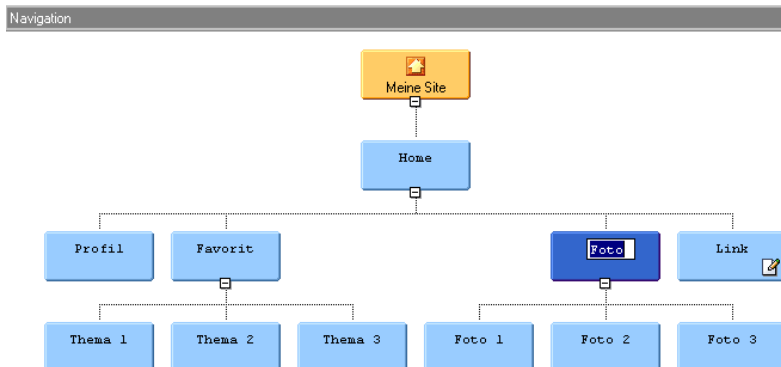 Navigation
Meine Site
Home
Profil Favorit Foto Link
Thema 1 Thema 2 Thema 3 Foto 1 Foto 2 Foto 3